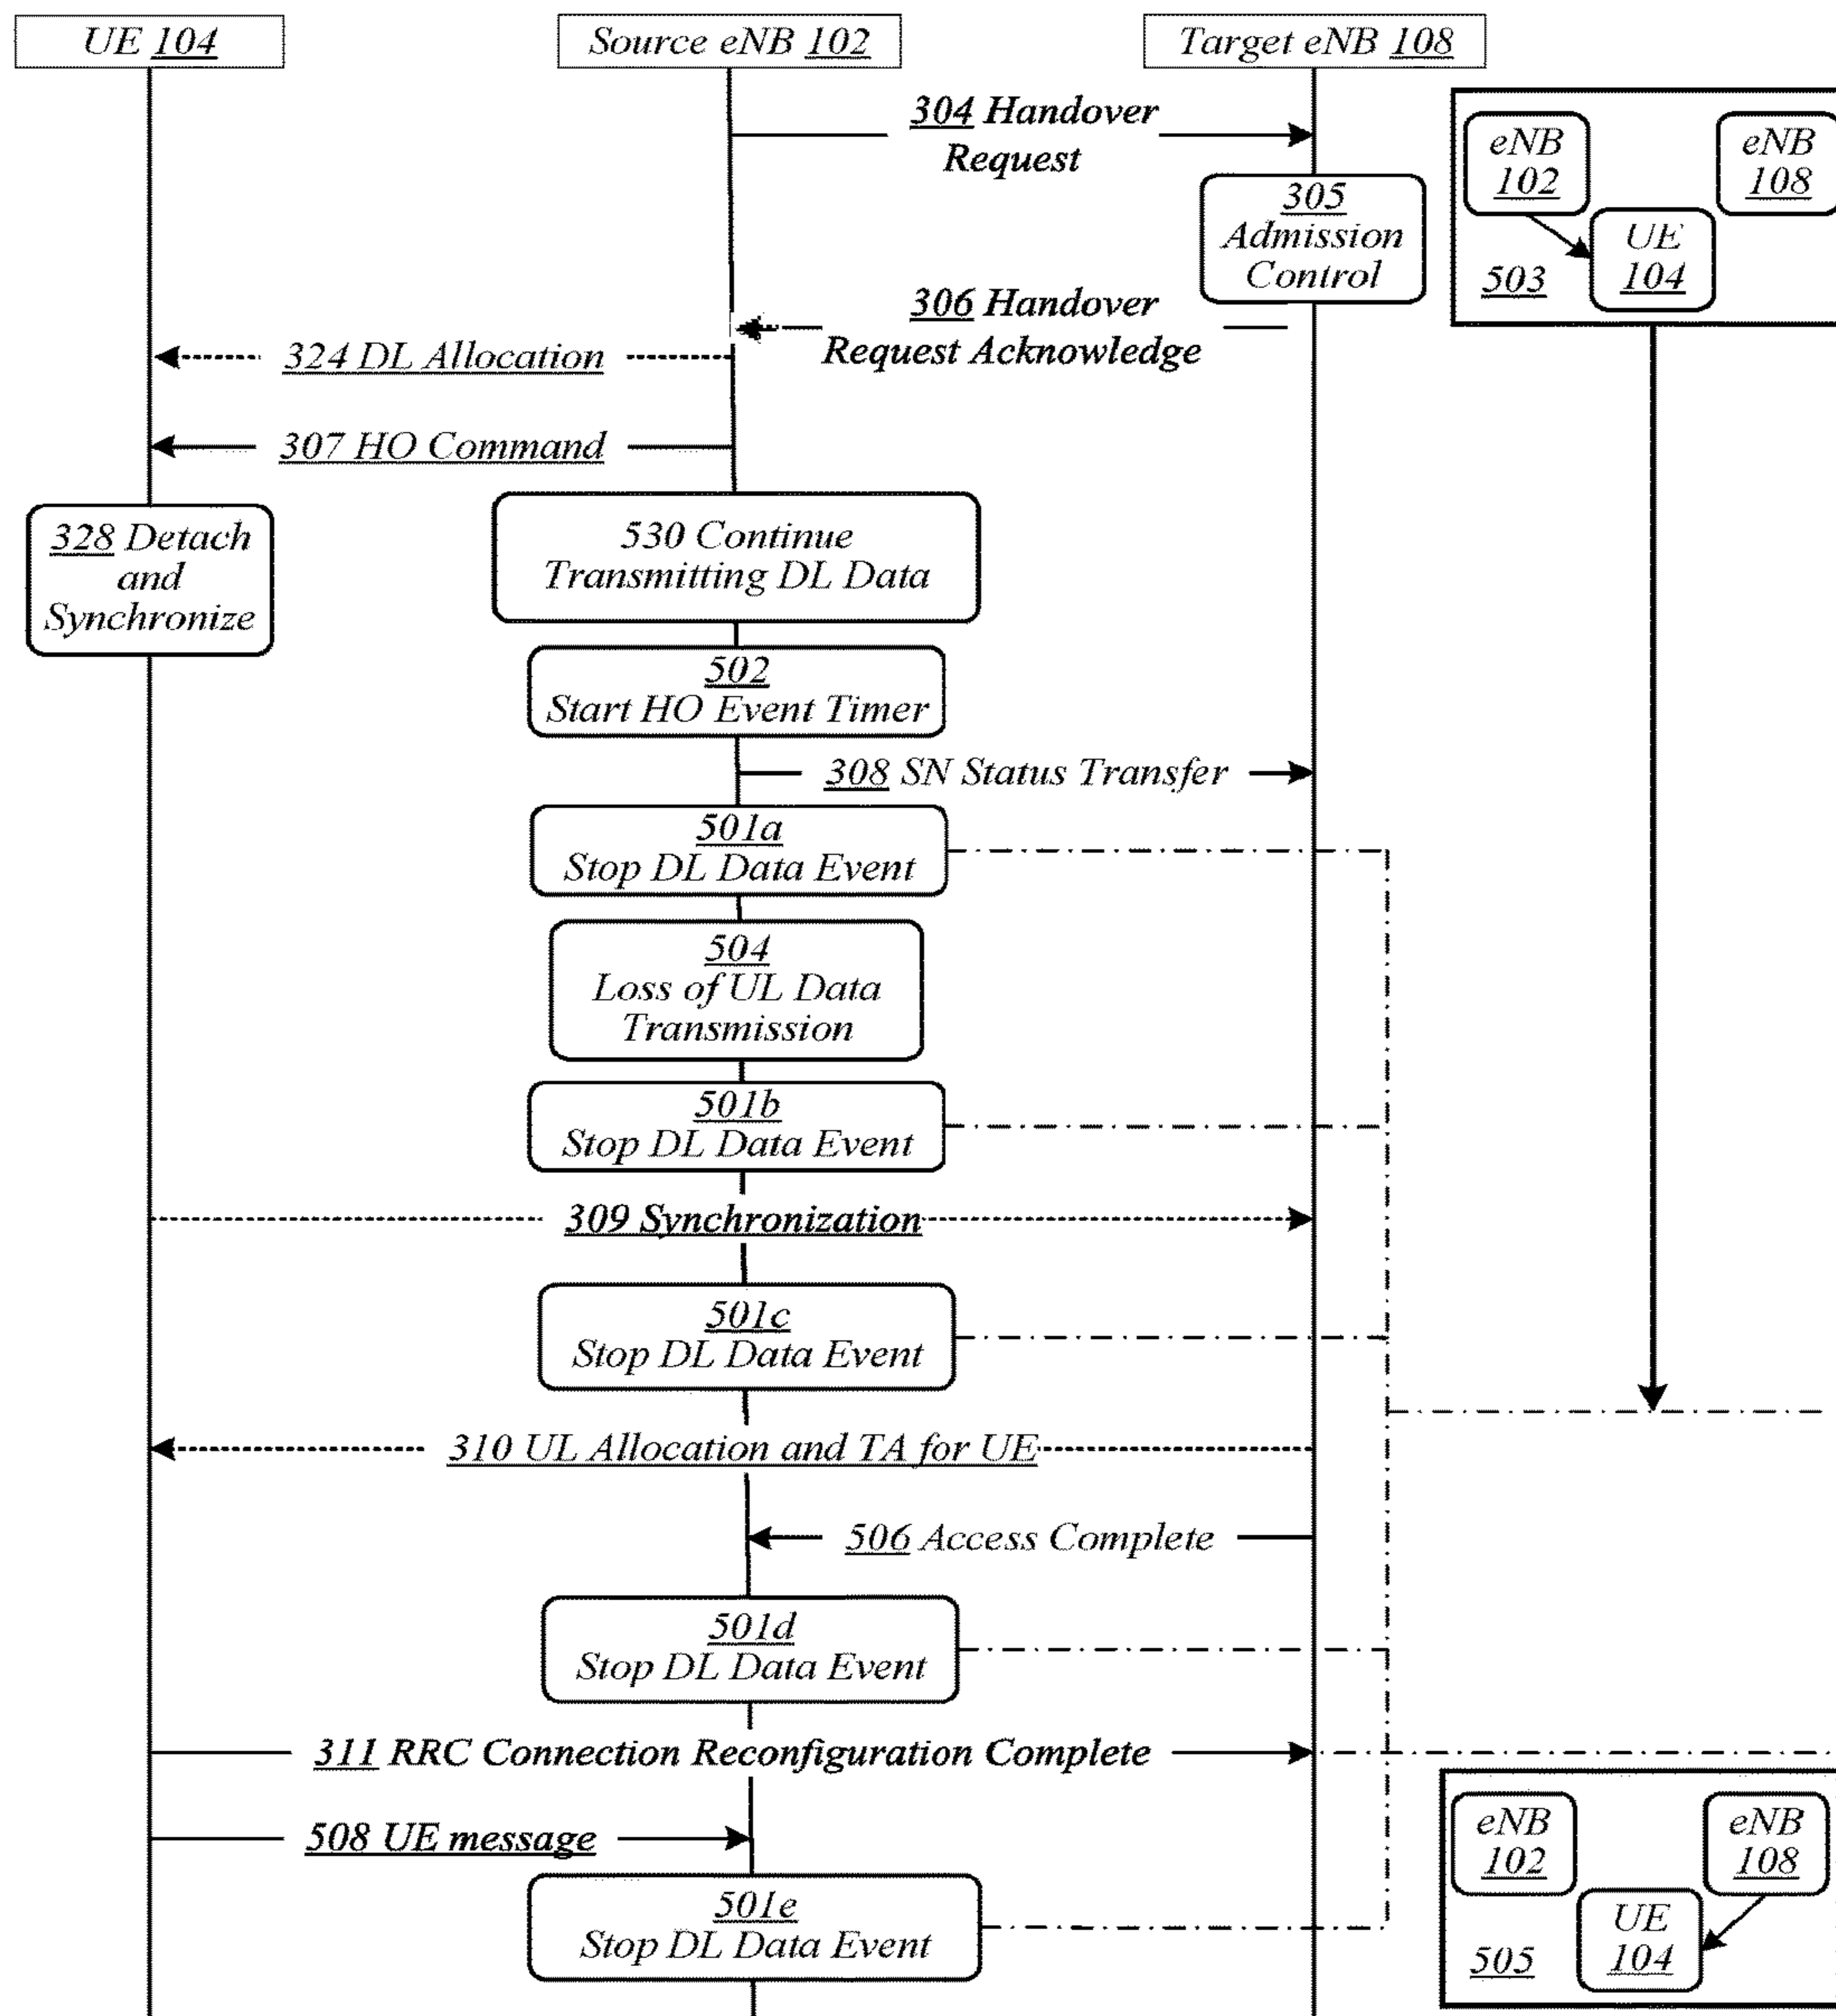 UE 104
Source eNB 102
Target eNB 108
304 Handover
Request
eNB
102
eNB
108
UE
104
503
305
Admission
Control
306 Handover
Request Acknowledge
324 DL Allocation
307 HO Command
328 Detach
and
Synchronize
530 Continue
Transmitting DL Data
502
Start HO Event Timer
308 SN Status Transfer
501a
Stop DL Data Event
504
Loss of UL Data
Transmission
501b
Stop DL Data Event
309 Synchronization
501c
Stop DL Data Event
310 UL Allocation and TA for UE
506 Access Complete
501d
Stop DL Data Event
311 RRC Connection Reconfiguration Complete
508 UE message
501e
Stop DL Data Event
eNB
102
eNB
108
UE
104
505